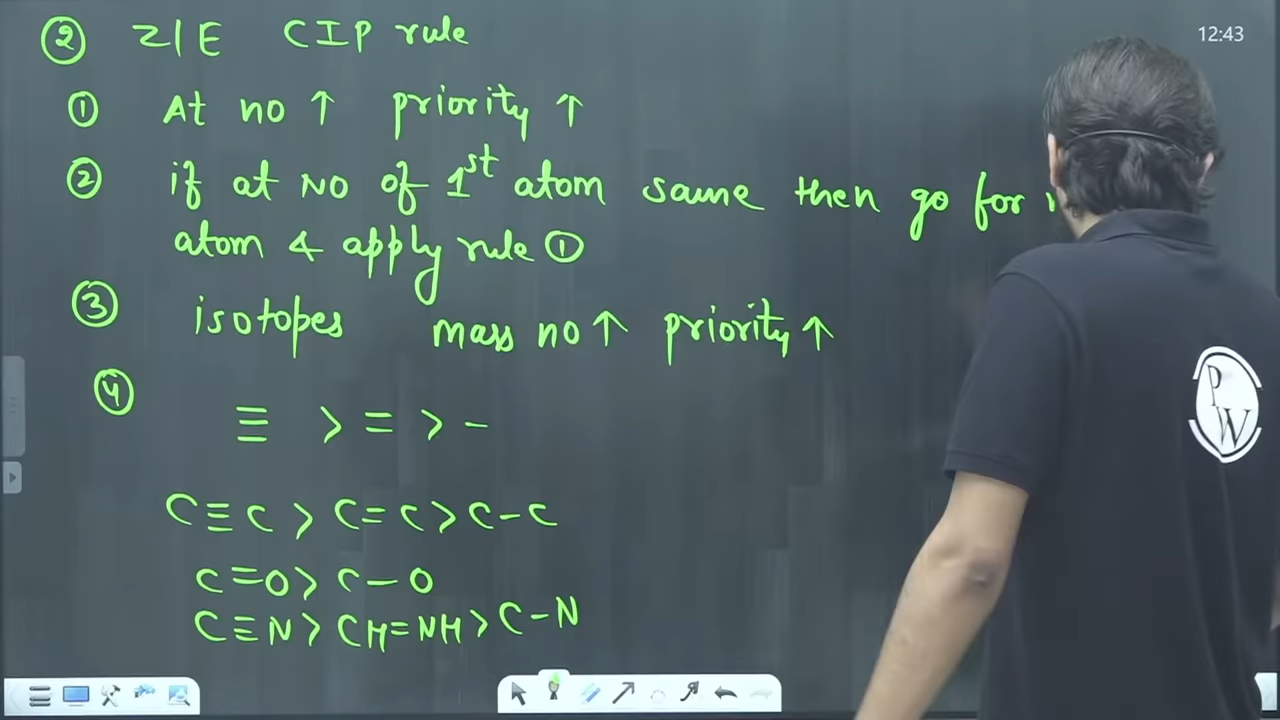 ② Z/E CIP rule
12:43
① At no ↑ priority ↑
② if at No of 1st atom same then go for
atom & apply rule ①
③ isotopes mass no ↑ priority ↑
④ ≡ > = > -
C≡C > C=C > C-C
C=O > C-O
C≡N > CH=NH > C-N
PW